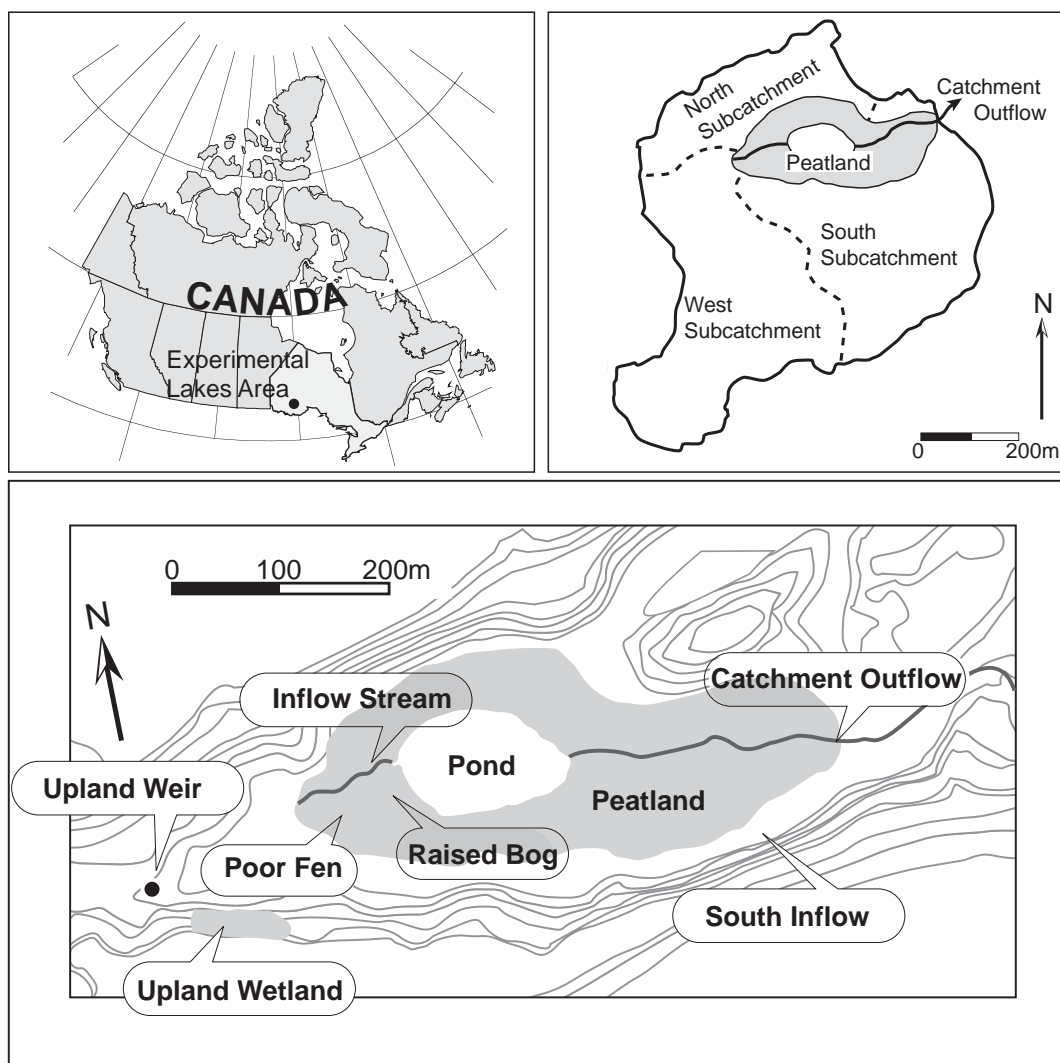 CANADA
Experimental
Lakes Area
North
Subcatchment
Catchment
Outflow
Peatland
South
Subcatchment
West
Subcatchment
N
0 200m
0 100 200m
N
Catchment Outflow
Inflow Stream
Pond
Upland Weir
Peatland
Raised Bog
Poor Fen
South Inflow
Upland Wetland